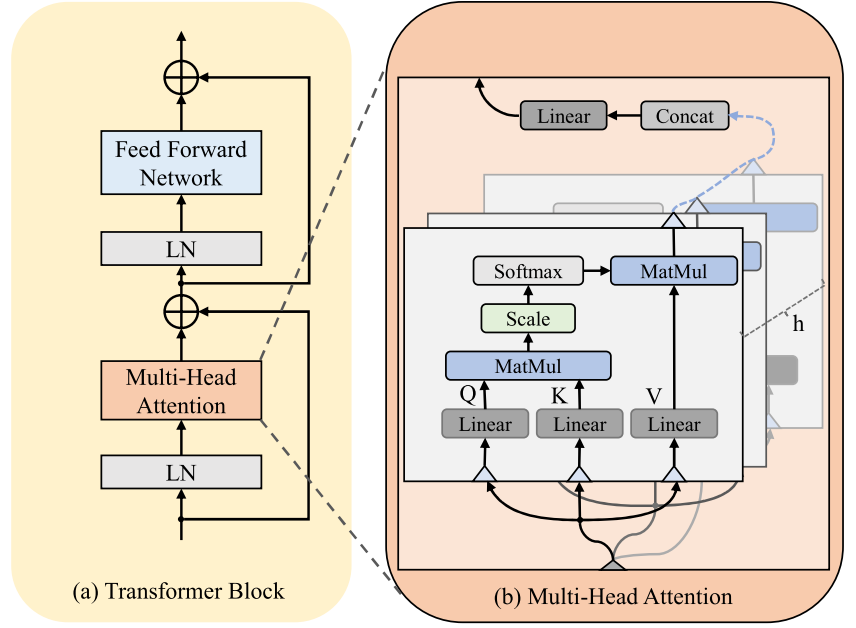 Feed Forward
Network
LN
Multi-Head
Attention
LN
(a) Transformer Block
Linear
Concat
Softmax
MatMul
Scale
MatMul
h
Q
K
V
Linear
Linear
Linear
(b) Multi-Head Attention